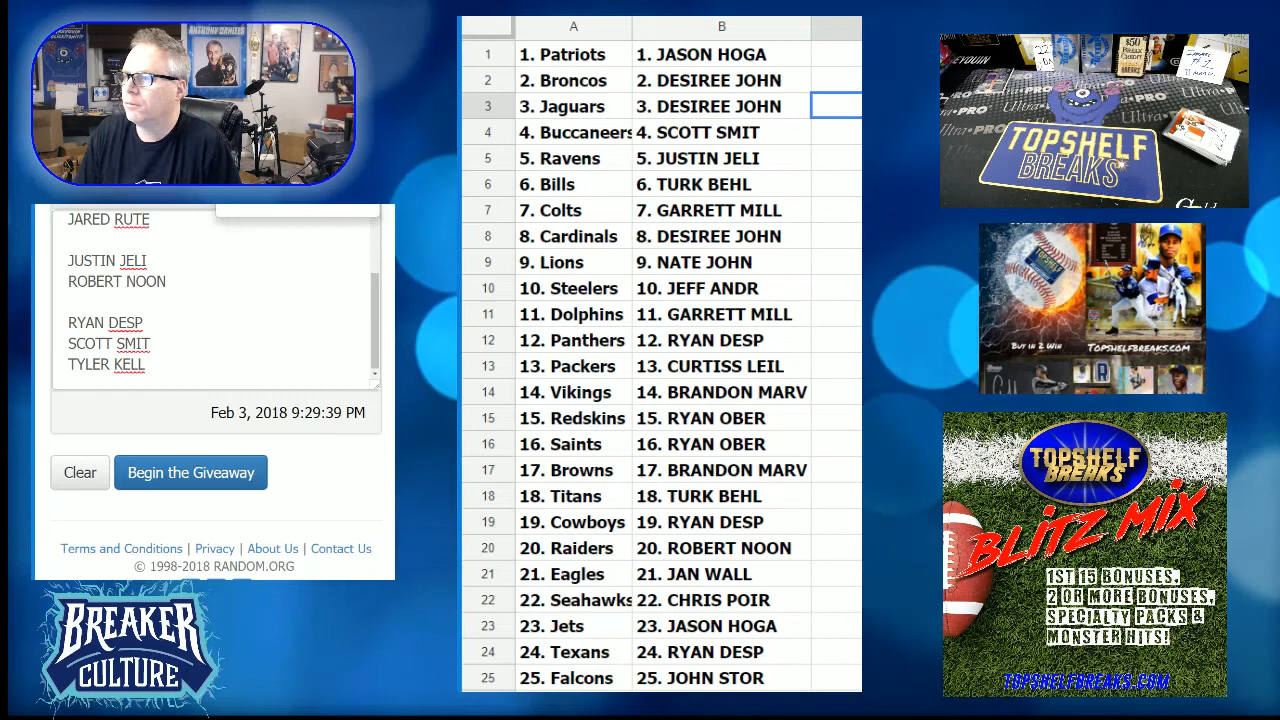 ANTHONY DANIELS
JARED RUTE
JUSTIN JELI
ROBERT NOON
RYAN DESP
SCOTT SMIT
TYLER KELL
Feb 3, 2018 9:29:39 PM
Clear
Begin the Giveaway
Terms and Conditions | Privacy | About Us | Contact Us
© 1998-2018 RANDOM.ORG
BREAKER
CULTURE
A B
1 1. Patriots 1. JASON HOGA
2 2. Broncos 2. DESIREE JOHN
3 3. Jaguars 3. DESIREE JOHN
4 4. Buccaneers 4. SCOTT SMIT
5 5. Ravens 5. JUSTIN JELI
6 6. Bills 6. TURK BEHL
7 7. Colts 7. GARRETT MILL
8 8. Cardinals 8. DESIREE JOHN
9 9. Lions 9. NATE JOHN
10 10. Steelers 10. JEFF ANDR
11 11. Dolphins 11. GARRETT MILL
12 12. Panthers 12. RYAN DESP
13 13. Packers 13. CURTISS LEIL
14 14. Vikings 14. BRANDON MARV
15 15. Redskins 15. RYAN OBER
16 16. Saints 16. RYAN OBER
17 17. Browns 17. BRANDON MARV
18 18. Titans 18. TURK BEHL
19 19. Cowboys 19. RYAN DESP
20 20. Raiders 20. ROBERT NOON
21 21. Eagles 21. JAN WALL
22 22. Seahawks 22. CHRIS POIR
23 23. Jets 23. JASON HOGA
24 24. Texans 24. RYAN DESP
25 25. Falcons 25. JOHN STOR
$50
Ultra·PRO
TOPSHELF
BREAKS
BUY IN 2 WIN
TOPSHELFBREAKS.COM
TOPSHELF
BREAKS
BLITZ MIX
1ST 15 BONUSES,
2 OR MORE BONUSES,
SPECIALTY PACKS &
MONSTER HITS!
TOPSHELFBREAKS.COM